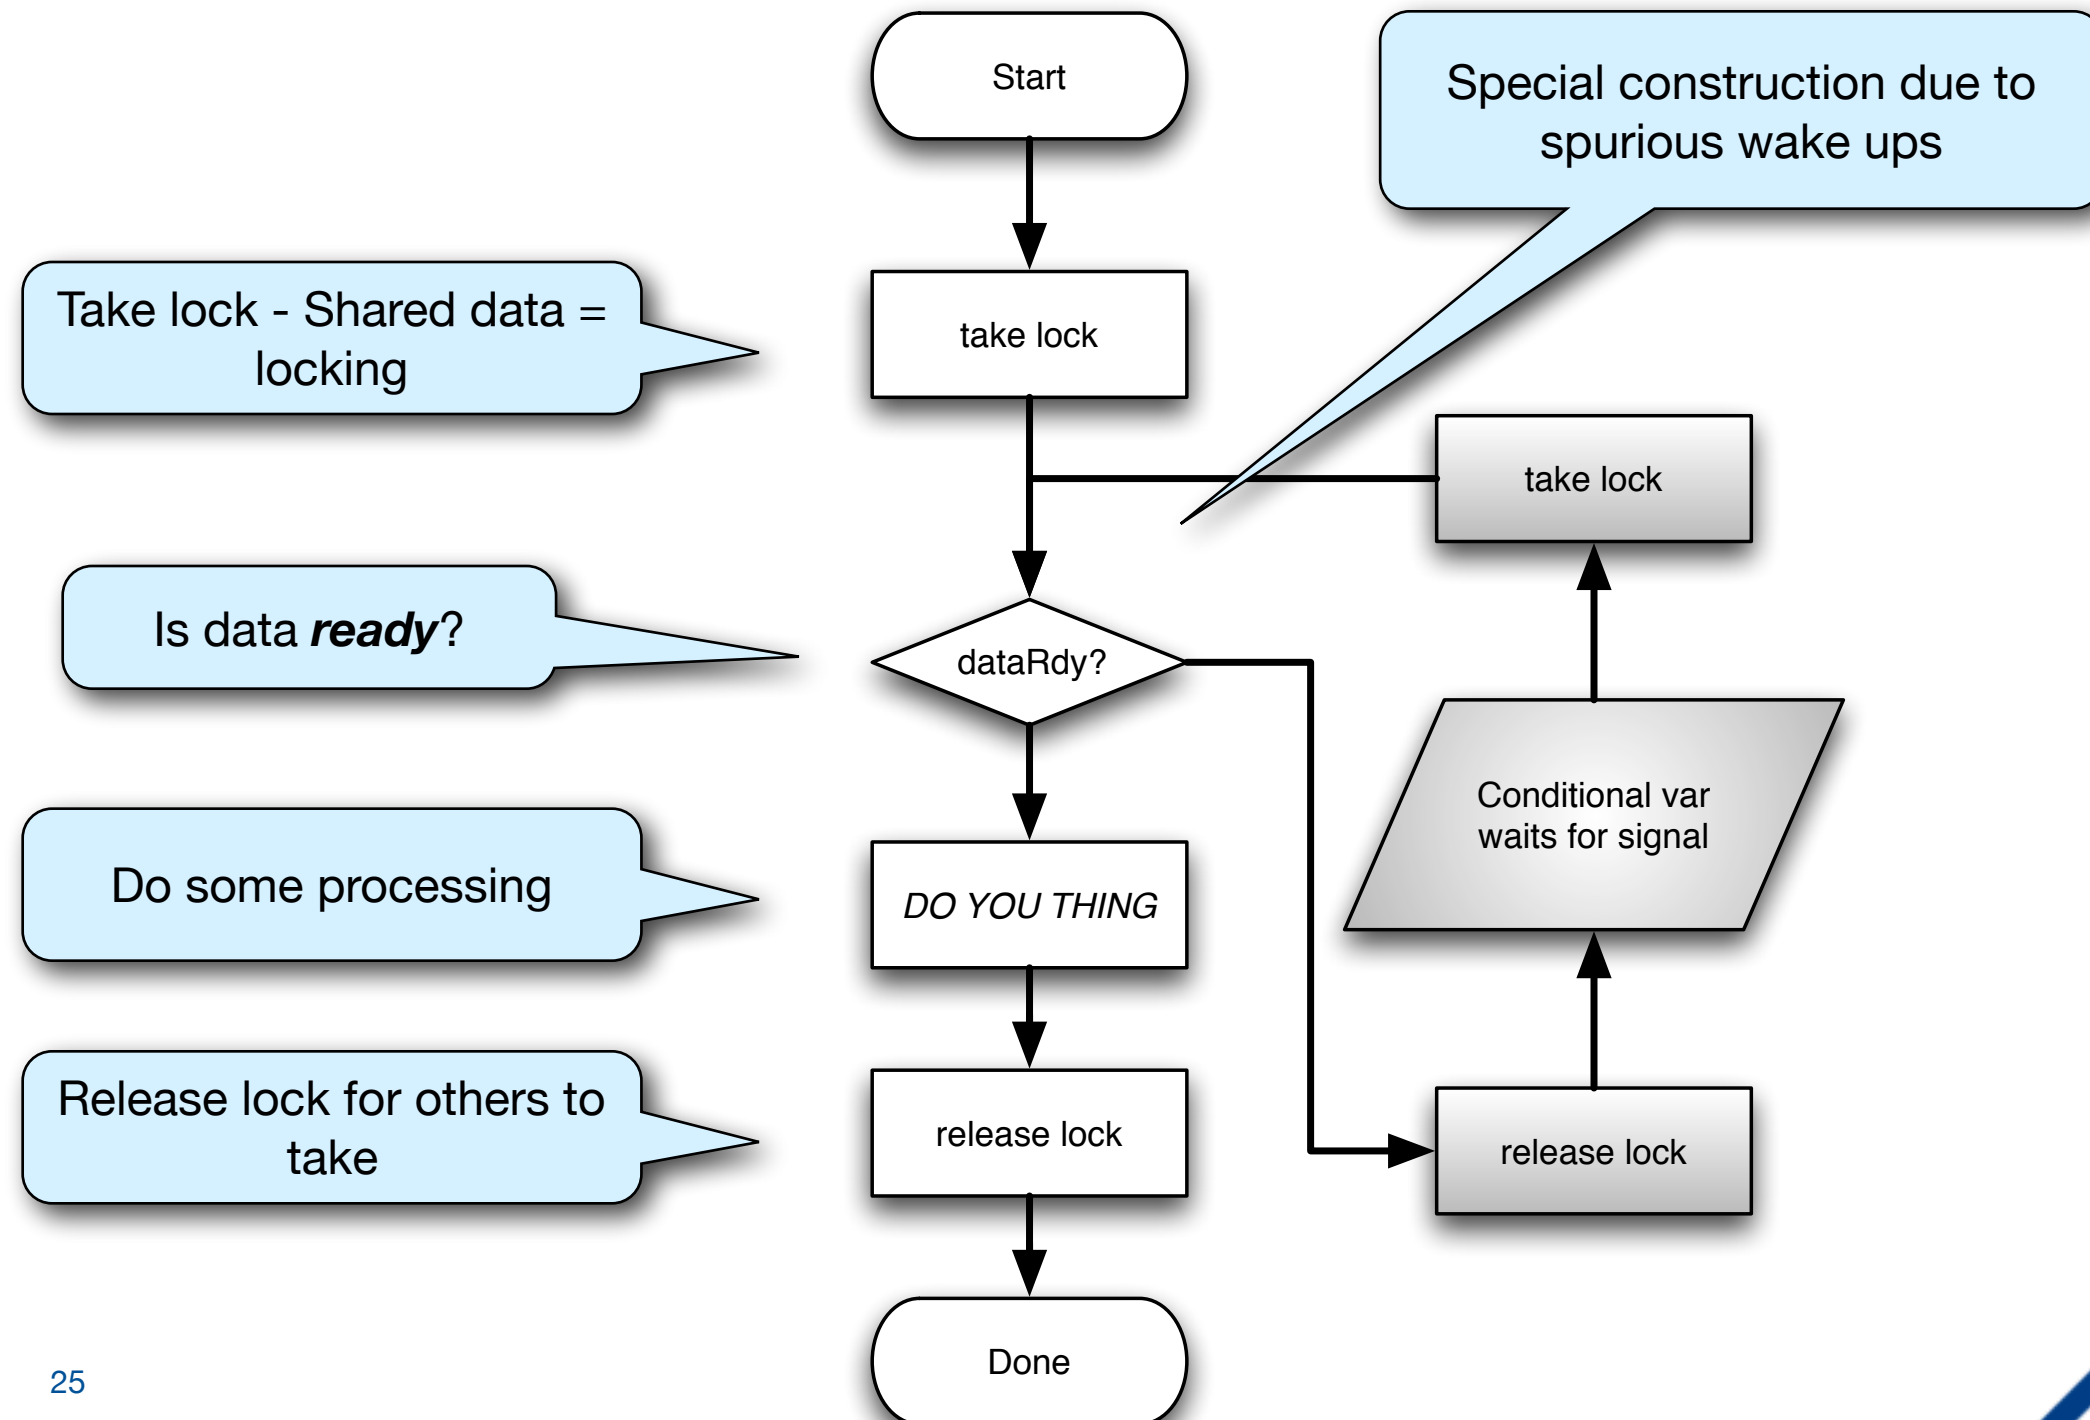 Start
Special construction due to
spurious wake ups
Take lock - Shared data =
locking
take lock
take lock
Is data ready?
dataRdy?
Conditional var
waits for signal
Do some processing
DO YOU THING
Release lock for others to
take
release lock
release lock
Done
25